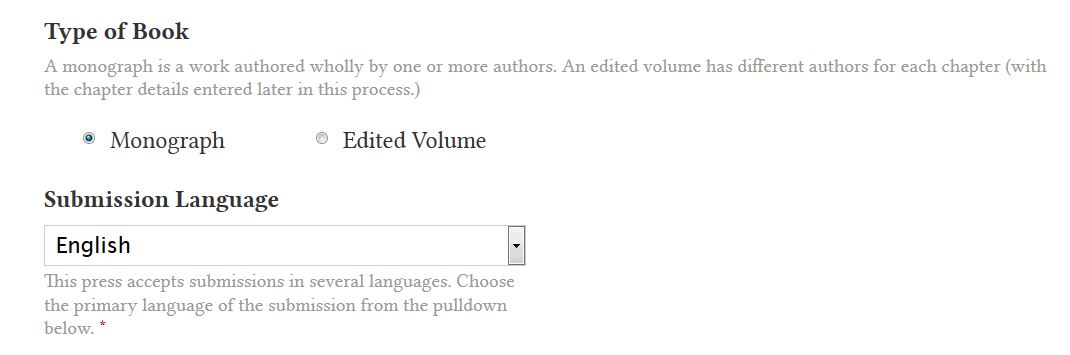 Type of Book
A monograph is a work authored wholly by one or more authors. An edited volume has different authors for each chapter (with
the chapter details entered later in this process.)
Monograph Edited Volume
Submission Language
English
This press accepts submissions in several languages. Choose
the primary language of the submission from the pulldown
below. *